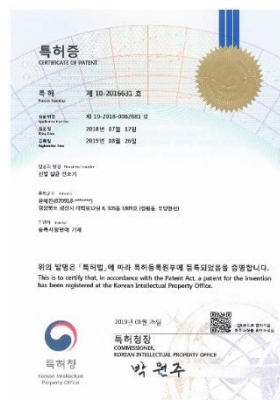 특허증
CERTIFICATE OF PATENT
특 허 제 10-2016631 호
Patent Number
출원번호 제 10-2018-0082681 호
Application Number
출원일 2018년 07월 17일
Filing Date
등록일 2019년 08월 26일
Registration Date
발명의 명칭 Title of the Invention
특허권자 Patentee
발명자 Inventor
등록사항란에 기재
위의 발명은 「특허법」에 따라 특허등록원부에 등록되었음을 증명합니다.
This is to certify that, in accordance with the Patent Act, a patent for the invention
has been registered at the Korean Intellectual Property Office.
2019년 08월 26일
특허청장
COMMISSIONER,
KOREAN INTELLECTUAL PROPERTY OFFICE
박 원 주
특허청
Korean Intellectual
Property Office